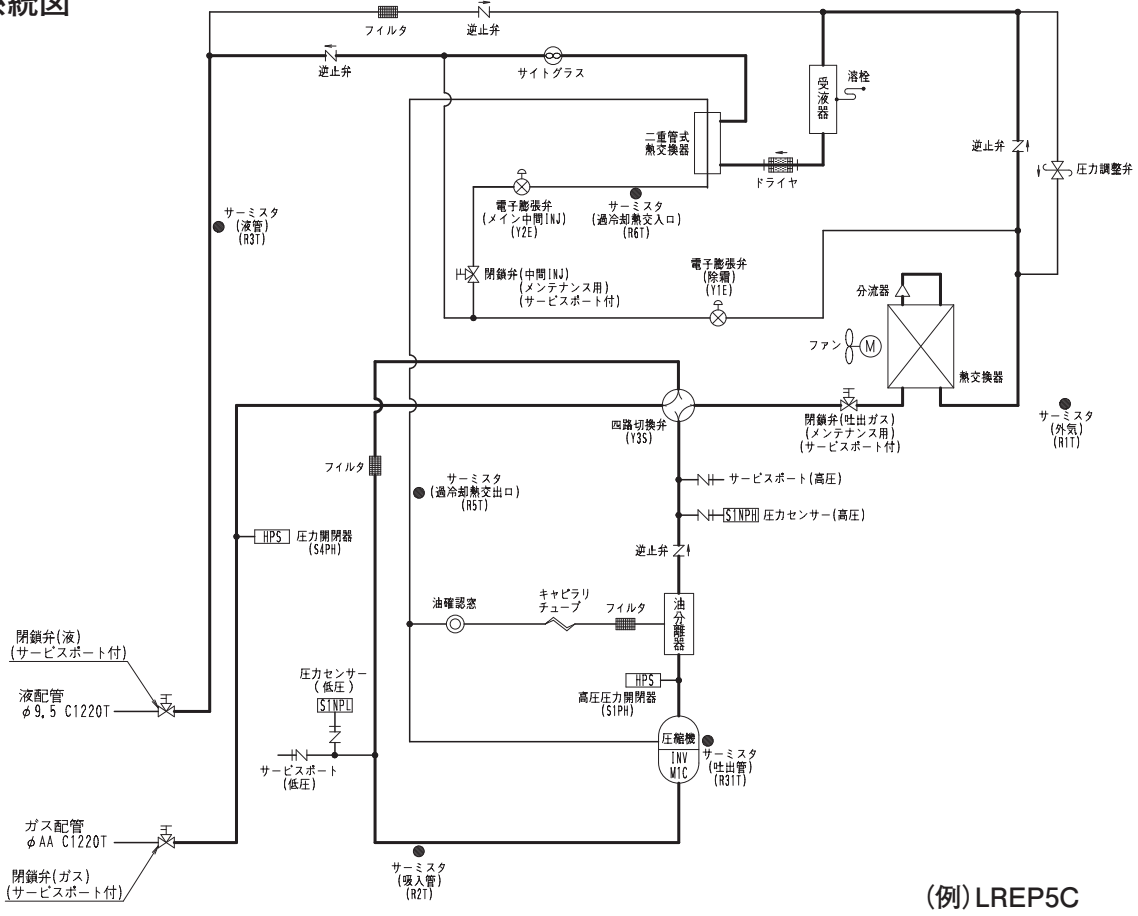 系統図
フィルタ
逆止弁
逆止弁
サイトグラス
受液器
溶栓
二重管式
熱交換器
ドライヤ
逆止弁
圧力調整弁
サーミスタ
(液管)
(R3T)
電子膨張弁
(メイン中間INJ)
(Y2E)
サーミスタ
(過冷却熱交入口)
(R6T)
閉鎖弁(中間INJ)
(メンテナンス用)
(サービスポート付)
電子膨張弁
(除霜)
(Y1E)
分流器
ファン
M
熱交換器
四路切換弁
(Y3S)
閉鎖弁(吐出ガス)
(メンテナンス用)
(サービスポート付)
サーミスタ
(外気)
(R1T)
フィルタ
サーミスタ
(過冷却熱交出口)
(R5T)
サービスポート(高圧)
S1NPH 圧力センサー(高圧)
HPS 圧力開閉器
(S4PH)
逆止弁
油確認窓
キャピラリ
チューブ
フィルタ
油分離器
閉鎖弁(液)
(サービスポート付)
液配管
φ9.5 C1220T
圧力センサー
(低圧)
S1NPL
HPS
高圧圧力開閉器
(S1PH)
サービスポート
(低圧)
圧縮機
INV
M1C
サーミスタ
(吐出管)
(R31T)
ガス配管
φAA C1220T
閉鎖弁(ガス)
(サービスポート付)
サーミスタ
(吸入管)
(R2T)
(例)LREP5C